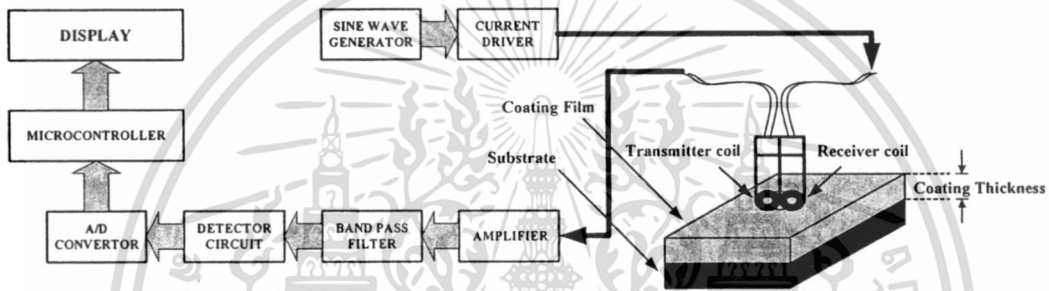 DISPLAY
SINE WAVE
GENERATOR
CURRENT
DRIVER
MICROCONTROLLER
Coating Film
Substrate
Transmitter coil
Receiver coil
Coating Thickness
A/D
CONVERTOR
DETECTOR
CIRCUIT
BAND PASS
FILTER
AMPLIFIER